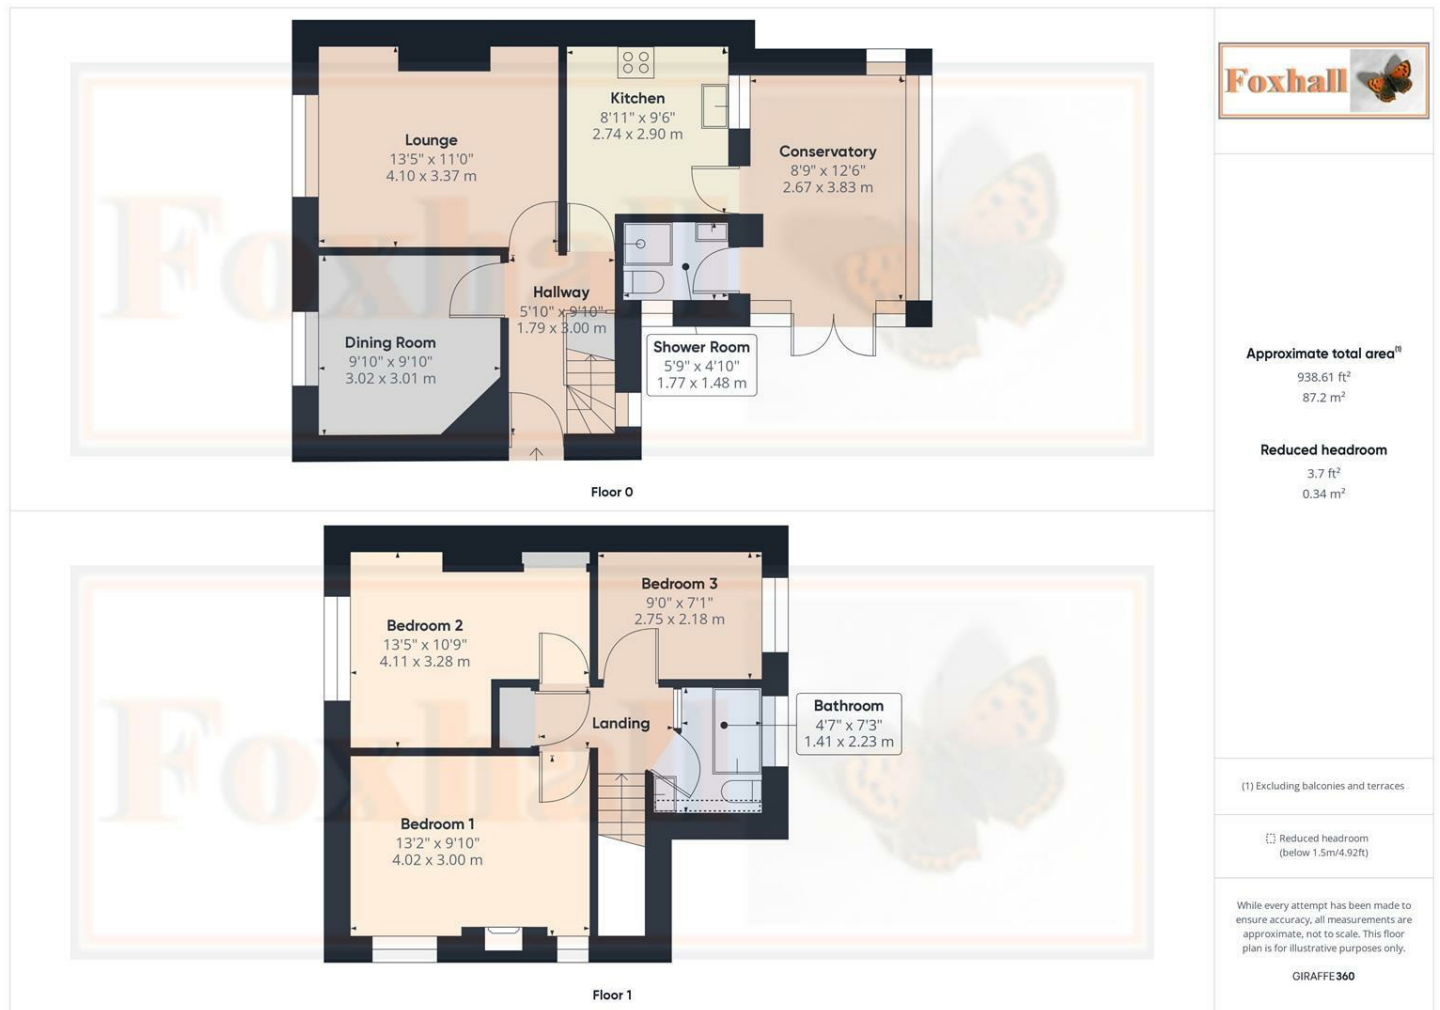 Lounge
13'5" x 11'0"
4.10 x 3.37 m
Kitchen
8'11" x 9'6"
2.74 x 2.90 m
Conservatory
8'9" x 12'6"
2.67 x 3.83 m
Hallway
5'10" x 9'10"
1.79 x 3.00 m
Dining Room
9'10" x 9'10"
3.02 x 3.01 m
Shower Room
5'9" x 4'10"
1.77 x 1.48 m
Foxhall
Floor 0
Bedroom 2
13'5" x 10'9"
4.11 x 3.28 m
Bedroom 3
9'0" x 7'1"
2.75 x 2.18 m
Landing
Bathroom
4'7" x 7'3"
1.41 x 2.23 m
Bedroom 1
13'2" x 9'10"
4.02 x 3.00 m
Foxhall
Floor 1
Foxhall
Approximate total area(1)
938.61 ft²
87.2 m²
Reduced headroom
3.7 ft²
0.34 m²
(1) Excluding balconies and terraces
Reduced headroom
(below 1.5m/4.92ft)
While every attempt has been made to
ensure accuracy, all measurements are
approximate, not to scale. This floor
plan is for illustrative purposes only.
GIRAFFE360